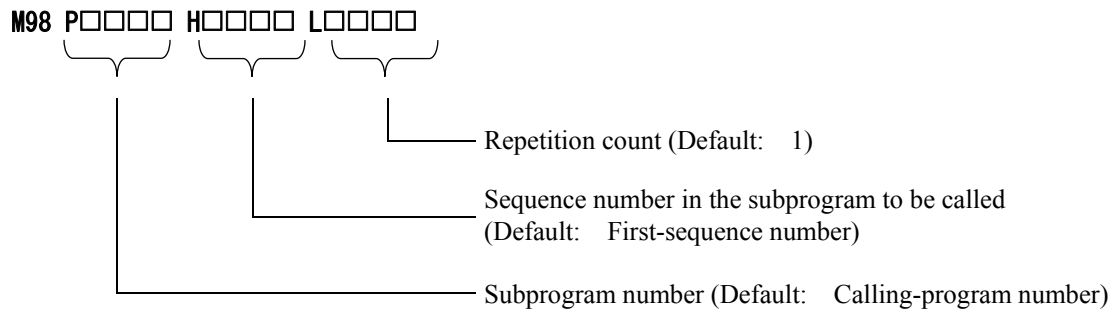 M98 P□□□□ H□□□□ L□□□□
Repetition count (Default: 1)
Sequence number in the subprogram to be called
(Default: First-sequence number)
Subprogram number (Default: Calling-program number)